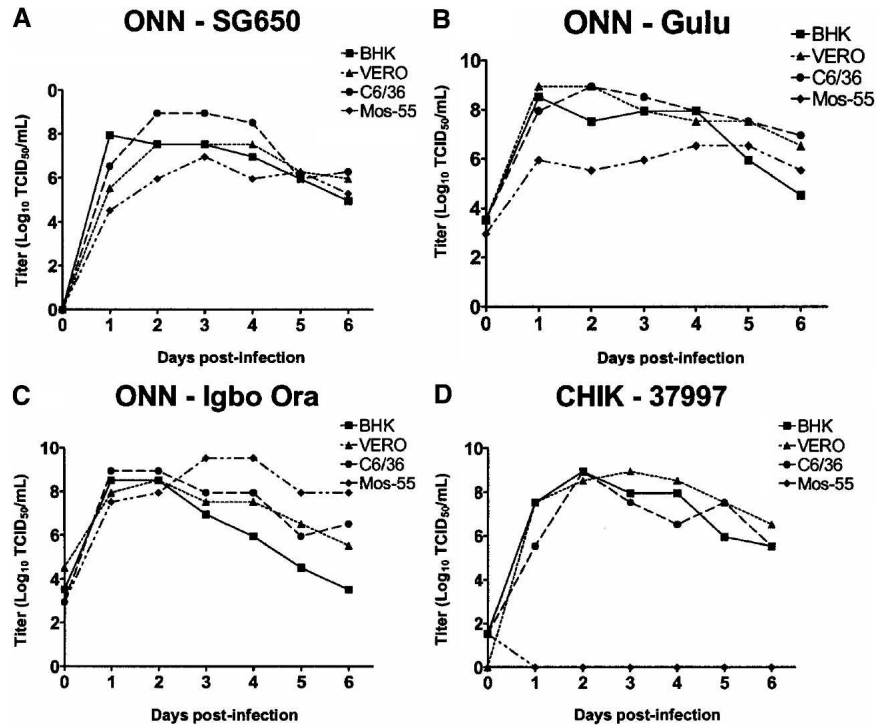 A
ONN - SG650
BHK
VERO
C6/36
Mos-55
Titer (Log10 TCID50/mL)
0
8
6
4
2
0
0 1 2 3 4 5 6
Days post-infection
B
ONN - Gulu
BHK
VERO
C6/36
Mos-55
Titer (Log10 TCID50/mL)
10
8
6
4
2
0
0 1 2 3 4 5 6
Days post-infection
C
ONN - Igbo Ora
BHK
VERO
C6/36
Mos-55
Titer (Log10 TCID50/mL)
10
8
6
4
2
0
0 1 2 3 4 5 6
Days post-infection
D
CHIK - 37997
BHK
VERO
C6/36
Mos-55
Titer (Log10 TCID50/mL)
10
8
6
4
2
0
0 1 2 3 4 5 6
Days post-infection